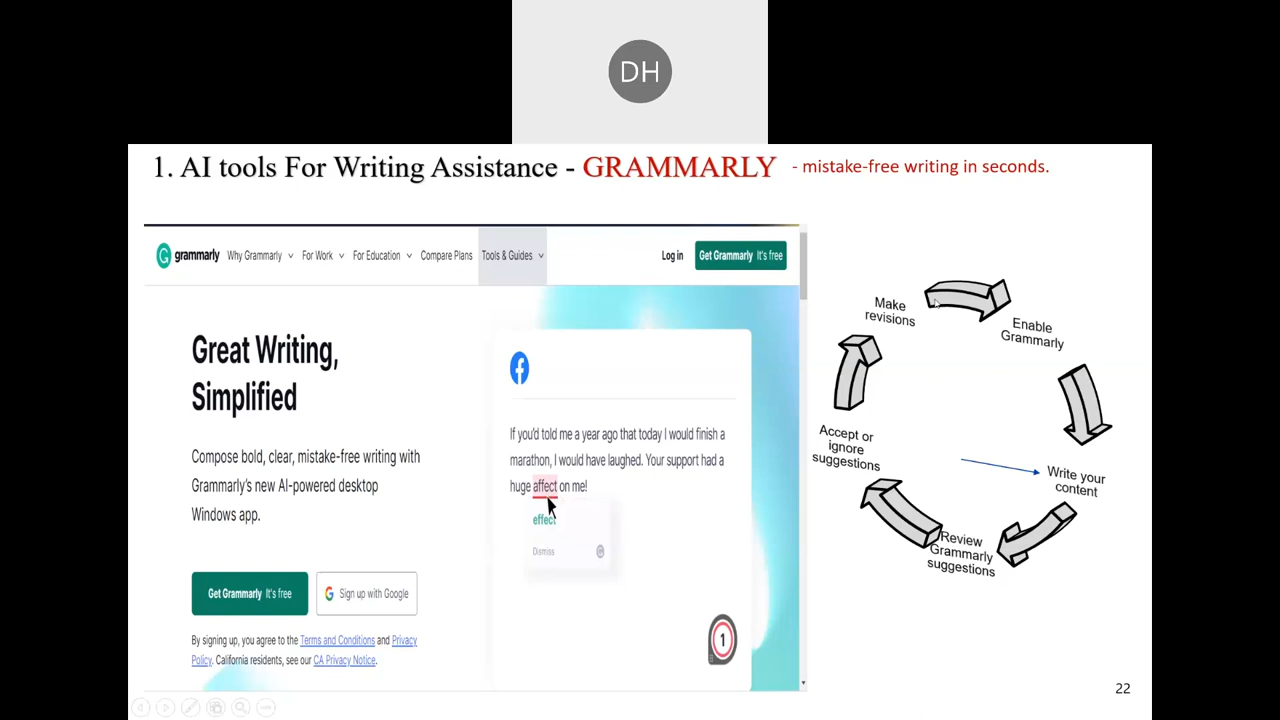 DH
1. AI tools For Writing Assistance - GRAMMARLY - mistake-free writing in seconds.
grammarly Why Grammarly For Work For Education Compare Plans Tools & Guides Log in Get Grammarly It's free
Great Writing,
Simplified
Compose bold, clear, mistake-free writing with
Grammarly's new AI-powered desktop
Windows app.
Get Grammarly It's free
Sign up with Google
By signing up, you agree to the Terms and Conditions and Privacy
Policy. California residents, see our CA Privacy Notice.
If you'd told me a year ago that today I would finish a
marathon, I would have laughed. Your support had a
huge affect on me!
effect
Dismiss
1
Make
revisions
Enable
Grammarly
Write your
content
Review
Grammarly
suggestions
Accept or
ignore
suggestions
22